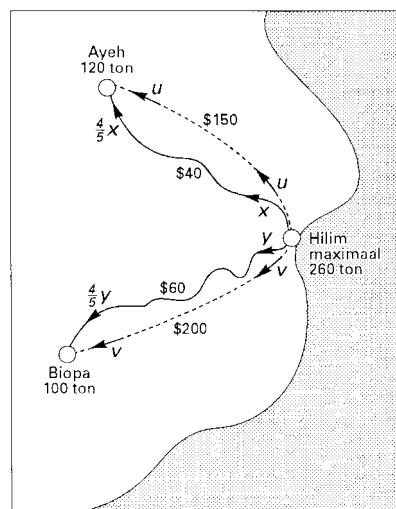 Ayeh
120 ton
u
$150
4/5 x
$40
u
x
y
Hilim
maximaal
260 ton
v
4/5 y
$60
$200
v
Biopa
100 ton